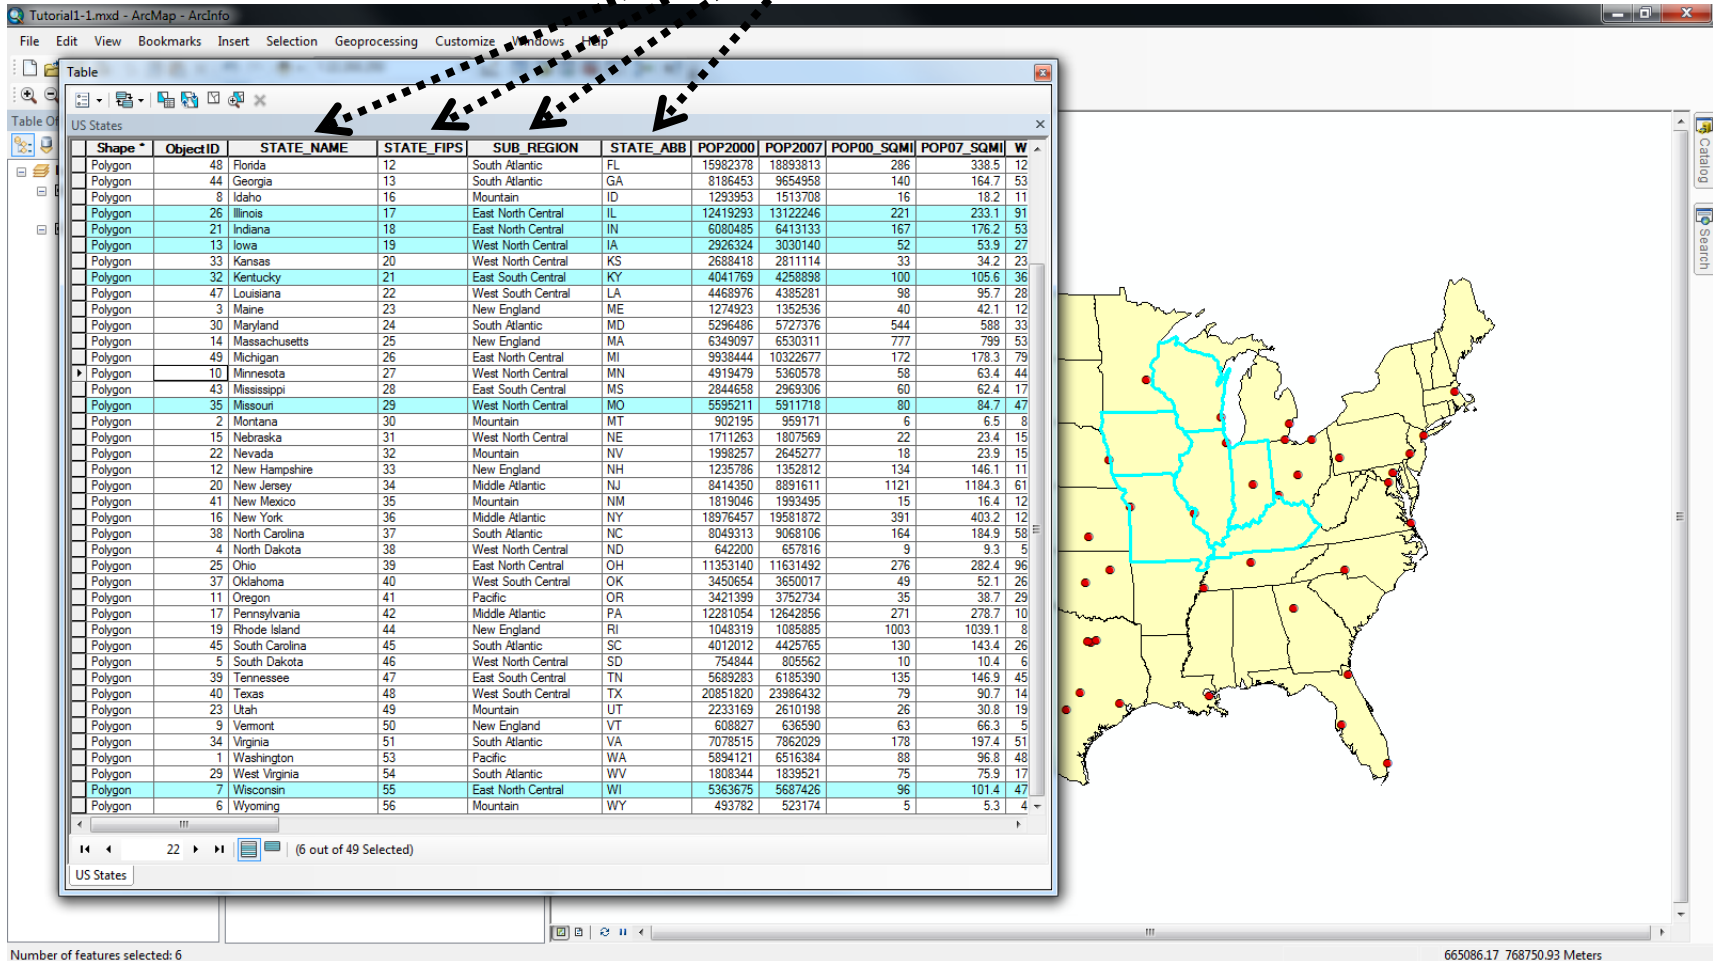 Tutorial1-1.mxd - ArcMap - ArcInfo
File Edit View Bookmarks Insert Selection Geoprocessing Customize Windows Help
Table
Table Of
US States
Shape * ObjectID STATE_NAME STATE_FIPS SUB_REGION STATE_ABB POP2000 POP2007 POP00_SQMI POP07_SQMI W
Polygon 48 Florida 12 South Atlantic FL 15982378 18893813 286 338.5 12
Polygon 44 Georgia 13 South Atlantic GA 8186453 9654958 140 164.7 53
Polygon 8 Idaho 16 Mountain ID 1293953 1513708 16 18.2 11
Polygon 26 Illinois 17 East North Central IL 12419293 13122246 221 233.1 91
Polygon 21 Indiana 18 East North Central IN 6080485 6413133 167 176.2 53
Polygon 13 Iowa 19 West North Central IA 2926324 3030140 52 53.9 27
Polygon 33 Kansas 20 West North Central KS 2688418 2811114 33 34.2 23
Polygon 32 Kentucky 21 East South Central KY 4041769 4258898 100 105.6 36
Polygon 47 Louisiana 22 West South Central LA 4468976 4385281 98 95.7 28
Polygon 3 Maine 23 New England ME 1274923 1352536 40 42.1 12
Polygon 30 Maryland 24 South Atlantic MD 5296486 5727376 544 588 33
Polygon 14 Massachusetts 25 New England MA 6349097 6530311 777 799 53
Polygon 49 Michigan 26 East North Central MI 9938444 10322677 172 178.3 79
Polygon 10 Minnesota 27 West North Central MN 4919479 5360578 58 63.4 44
Polygon 43 Mississippi 28 East South Central MS 2844658 2969306 60 62.4 17
Polygon 35 Missouri 29 West North Central MO 5595211 5911718 80 84.7 47
Polygon 2 Montana 30 Mountain MT 902195 959171 6 6.5 8
Polygon 15 Nebraska 31 West North Central NE 1711263 1807569 22 23.4 15
Polygon 22 Nevada 32 Mountain NV 1998257 2645277 18 23.9 15
Polygon 12 New Hampshire 33 New England NH 1235786 1352812 134 146.1 11
Polygon 20 New Jersey 34 Middle Atlantic NJ 8414350 8891611 1121 1184.3 61
Polygon 41 New Mexico 35 Mountain NM 1819046 1993495 15 16.4 12
Polygon 16 New York 36 Middle Atlantic NY 18976457 19581872 391 403.2 12
Polygon 38 North Carolina 37 South Atlantic NC 8049313 9068106 164 184.9 58
Polygon 4 North Dakota 38 West North Central ND 642200 657816 9 9.3 5
Polygon 25 Ohio 39 East North Central OH 11353140 11631492 276 282.4 96
Polygon 37 Oklahoma 40 West South Central OK 3450654 3650017 49 52.1 26
Polygon 11 Oregon 41 Pacific OR 3421399 3752734 35 38.7 29
Polygon 17 Pennsylvania 42 Middle Atlantic PA 12281054 12642856 271 278.7 10
Polygon 19 Rhode Island 44 New England RI 1048319 1085885 1003 1039.1 8
Polygon 45 South Carolina 45 South Atlantic SC 4012012 4425765 130 143.4 26
Polygon 5 South Dakota 46 West North Central SD 754844 805562 10 10.4 6
Polygon 39 Tennessee 47 East South Central TN 5689283 6185390 135 146.9 45
Polygon 40 Texas 48 West South Central TX 20851820 23986432 79 90.7 14
Polygon 23 Utah 49 Mountain UT 2233169 2610198 26 30.8 19
Polygon 9 Vermont 50 New England VT 608827 636590 63 66.3 5
Polygon 34 Virginia 51 South Atlantic VA 7078515 7862029 178 197.4 51
Polygon 1 Washington 53 Pacific WA 5894121 6516384 88 96.8 48
Polygon 29 West Virginia 54 South Atlantic WV 1808344 1839521 75 75.9 17
Polygon 7 Wisconsin 55 East North Central WI 5363675 5687426 96 101.4 47
Polygon 6 Wyoming 56 Mountain WY 493782 523174 5 5.3 4
22 (6 out of 49 Selected)
US States
Catalog
Search
Number of features selected: 6
665086.17 768750.93 Meters